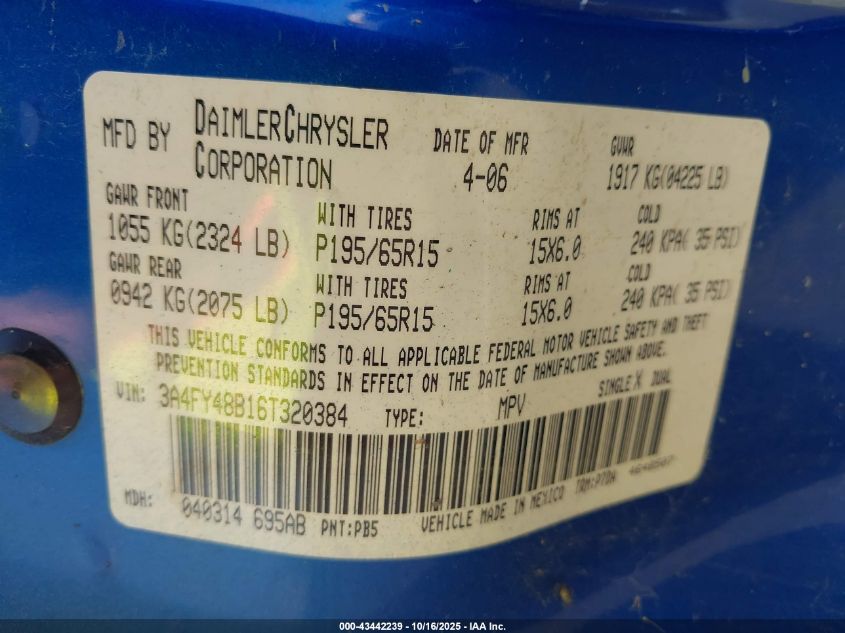 MFD BY DAIMLERCHRYSLER CORPORATION DATE OF MFR 4-06 GVWR 1917 KG(04225 LB)
GAWR FRONT WITH TIRES RIMS AT COLD
1055 KG(2324 LB) P195/65R15 15X6.0 240 KPA( 35 PSI)
GAWR REAR WITH TIRES RIMS AT COLD
0942 KG(2075 LB) P195/65R15 15X6.0 240 KPA( 35 PSI)
THIS VEHICLE CONFORMS TO ALL APPLICABLE FEDERAL MOTOR VEHICLE SAFETY AND THEFT
PREVENTION STANDARDS IN EFFECT ON THE DATE OF MANUFACTURE SHOWN ABOVE.
VIN: 3A4FY48B16T320384 TYPE: MPV SINGLE X DUAL
MDH: 040314 695AB PNT:PB5 VEHICLE MADE IN MEXICO TRM:P7DA
000-43442239 - 10/16/2025 - IAA Inc.